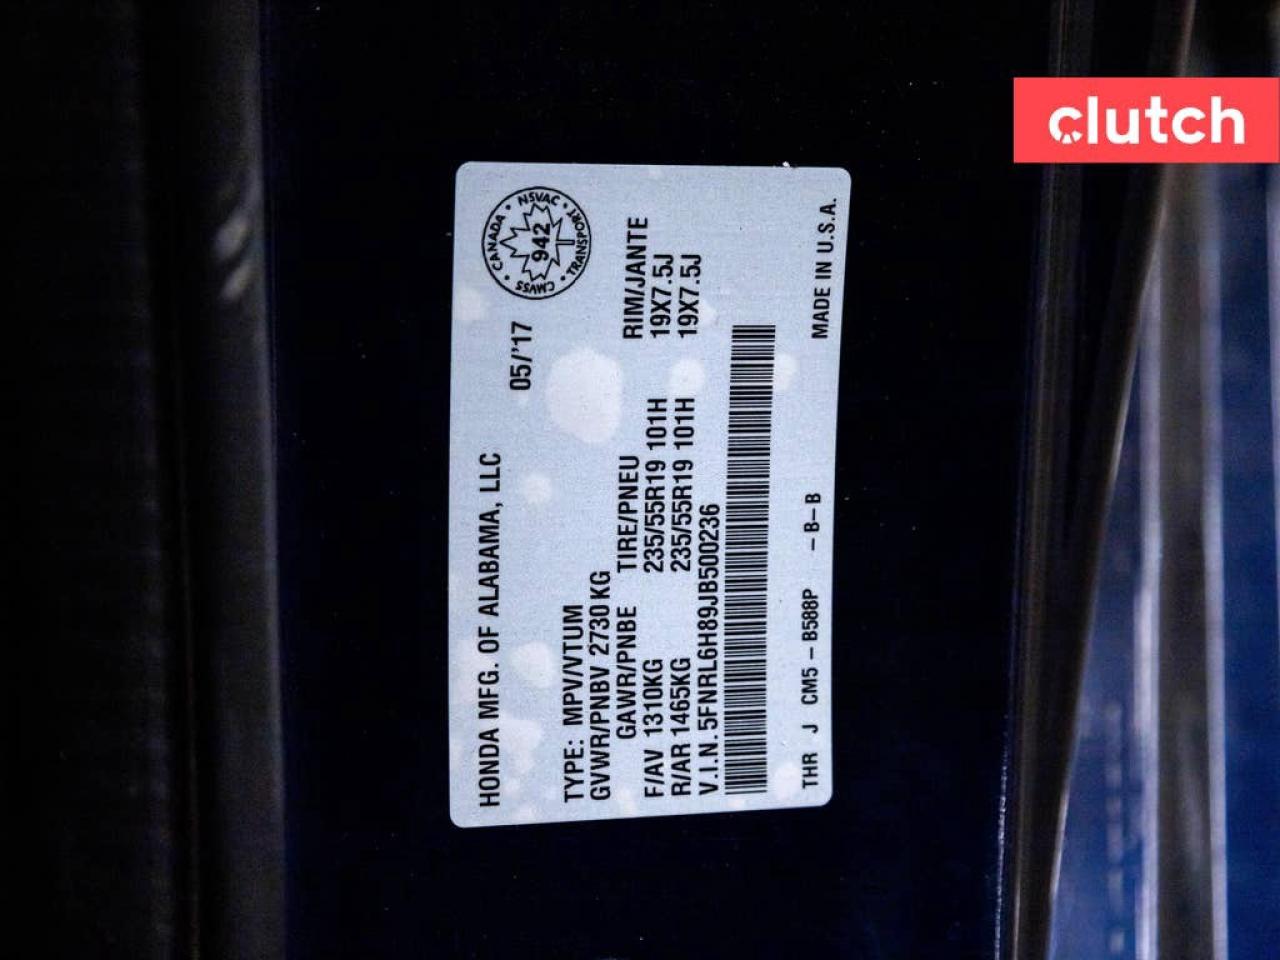 clutch
HONDA MFG. OF ALABAMA, LLC 05/'17
CANADA • NSVAC • TRANSPORT • CMVSS •
942
TYPE: MPV/VTUM
GVWR/PNBV 2730 KG
GAWR/PNBE TIRE/PNEU RIM/JANTE
F/AV 1310KG 235/55R19 101H 19X7.5J
R/AR 1465KG 235/55R19 101H 19X7.5J
V.I.N. 5FNRL6H89JB500236
THR J CM5 – B588P – B– B MADE IN U.S.A.